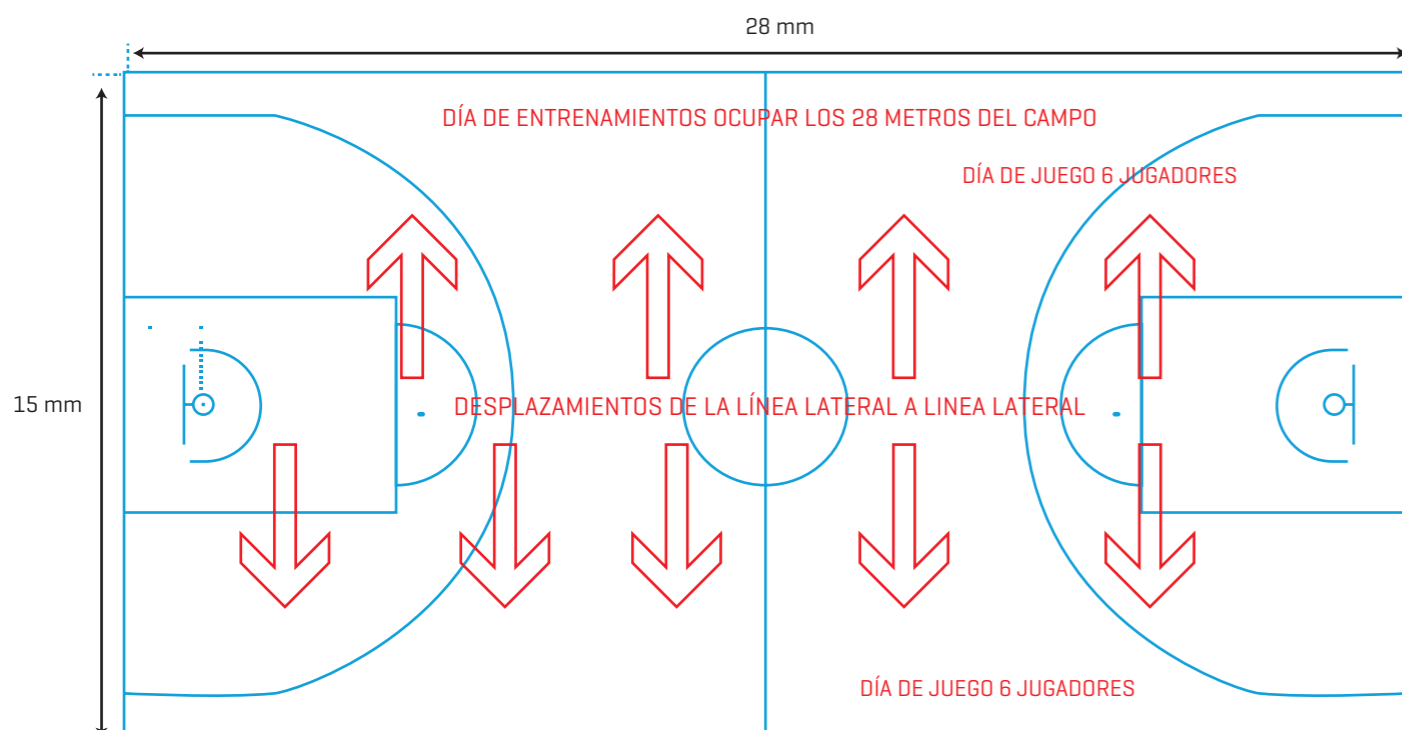 28 mm
DÍA DE ENTRENAMIENTOS OCUPAR LOS 28 METROS DEL CAMPO
DÍA DE JUEGO 6 JUGADORES
15 mm
DESPLAZAMIENTOS DE LA LÍNEA LATERAL A LINEA LATERAL
DÍA DE JUEGO 6 JUGADORES